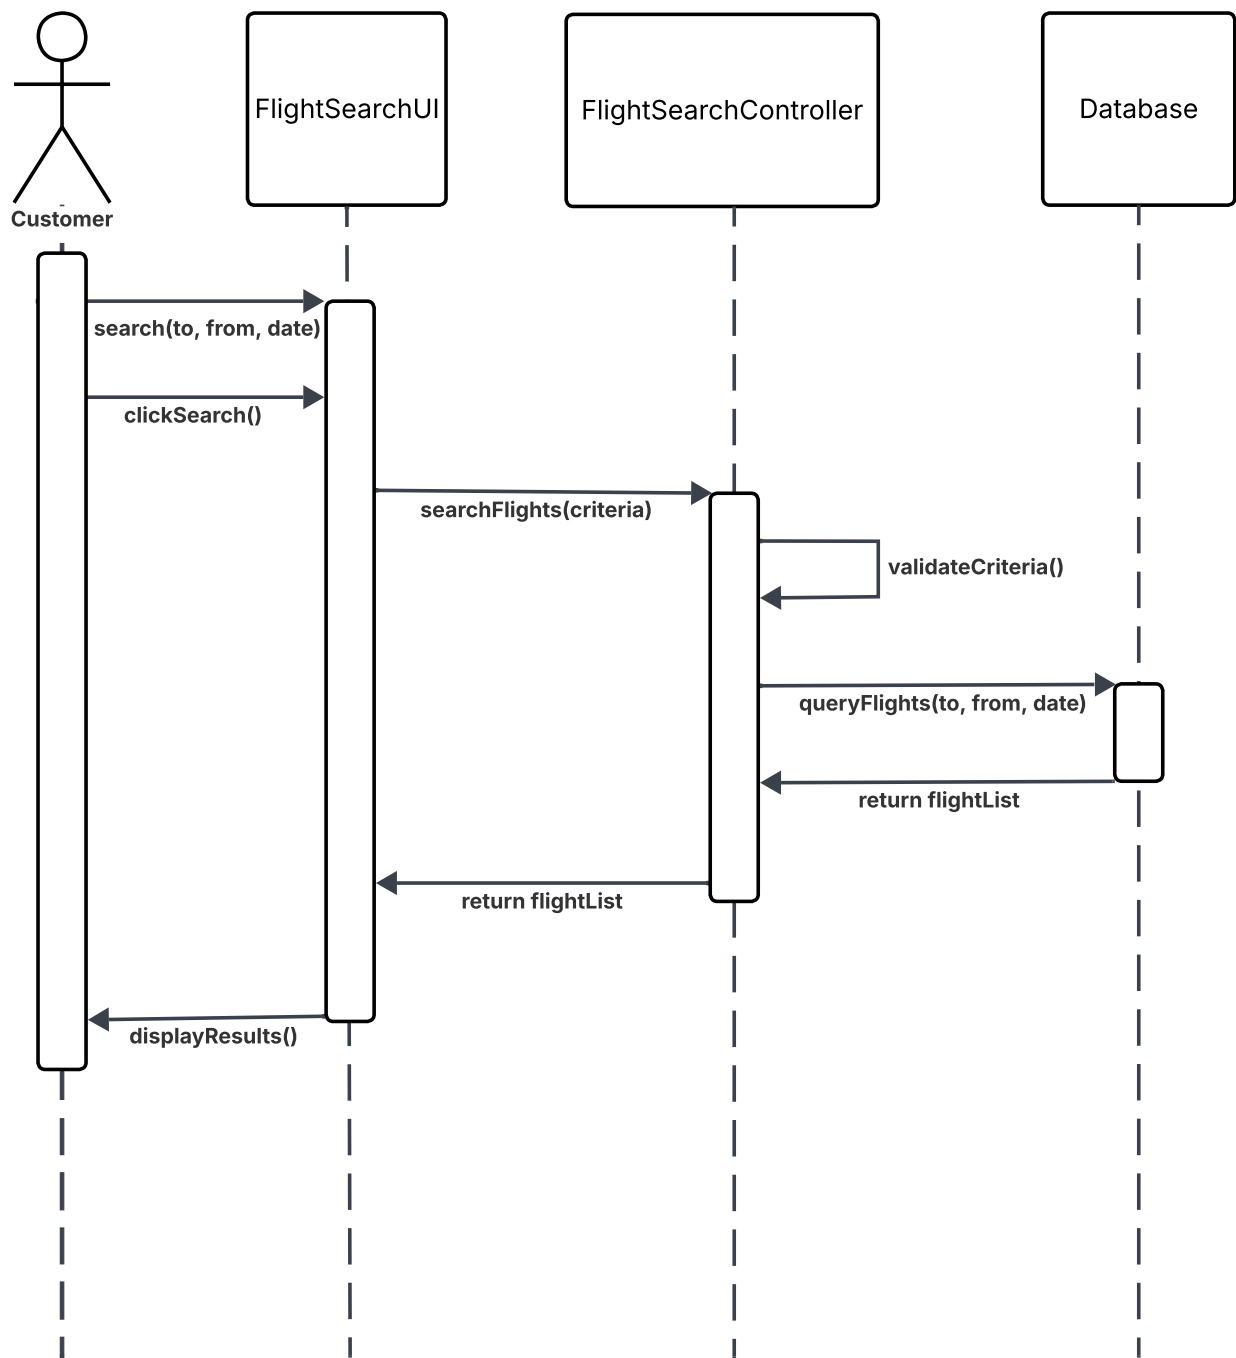 FlightSearchUI
FlightSearchController
Database
Customer
search(to, from, date)
clickSearch()
searchFlights(criteria)
validateCriteria()
queryFlights(to, from, date)
return flightList
return flightList
displayResults()